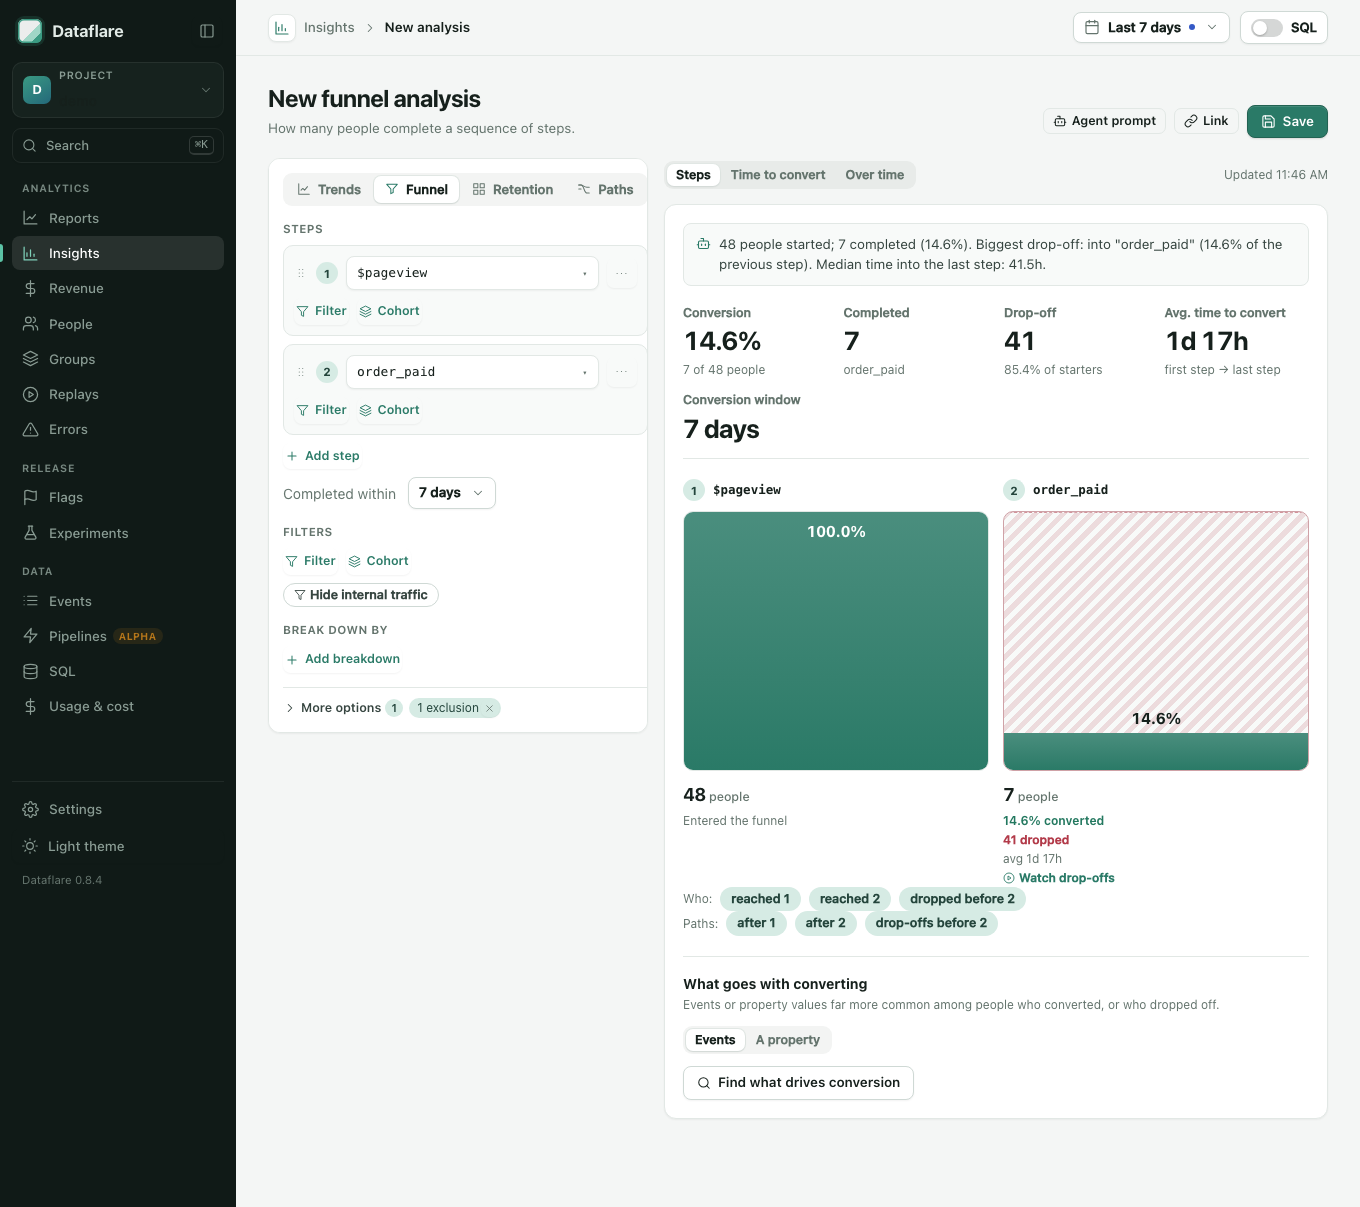 Dataflare
PROJECT
D
Search
⌘K
ANALYTICS
Reports
Insights
Revenue
People
Groups
Replays
Errors
RELEASE
Flags
Experiments
DATA
Events
Pipelines ALPHA
SQL
Usage & cost
Settings
Light theme
Dataflare 0.8.4
Insights > New analysis
Last 7 days
SQL
New funnel analysis
How many people complete a sequence of steps.
Agent prompt
Link
Save
Trends
Funnel
Retention
Paths
STEPS
1 $pageview
Filter Cohort
2 order_paid
Filter Cohort
+ Add step
Completed within 7 days
FILTERS
Filter Cohort
Hide internal traffic
BREAK DOWN BY
+ Add breakdown
More options 1 1 exclusion ×
Steps Time to convert Over time
Updated 11:46 AM
48 people started; 7 completed (14.6%). Biggest drop-off: into "order_paid" (14.6% of the
previous step). Median time into the last step: 41.5h.
Conversion
14.6%
7 of 48 people
Completed
7
order_paid
Drop-off
41
85.4% of starters
Avg. time to convert
1d 17h
first step → last step
Conversion window
7 days
1 $pageview
100.0%
48 people
Entered the funnel
2 order_paid
14.6%
7 people
14.6% converted
41 dropped
avg 1d 17h
Watch drop-offs
Who: reached 1 reached 2 dropped before 2
Paths: after 1 after 2 drop-offs before 2
What goes with converting
Events or property values far more common among people who converted, or who dropped off.
Events A property
Find what drives conversion